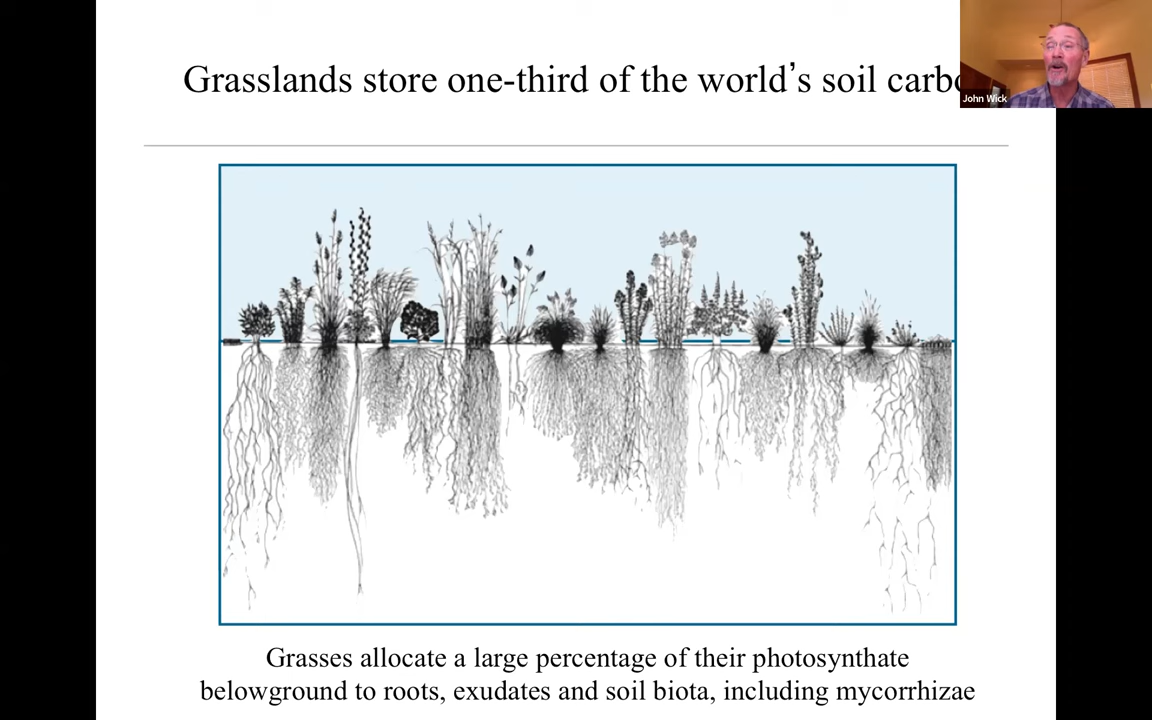 Grasslands store one-third of the world's soil carbo
John Wick
Grasses allocate a large percentage of their photosynthate
belowground to roots, exudates and soil biota, including mycorrhizae